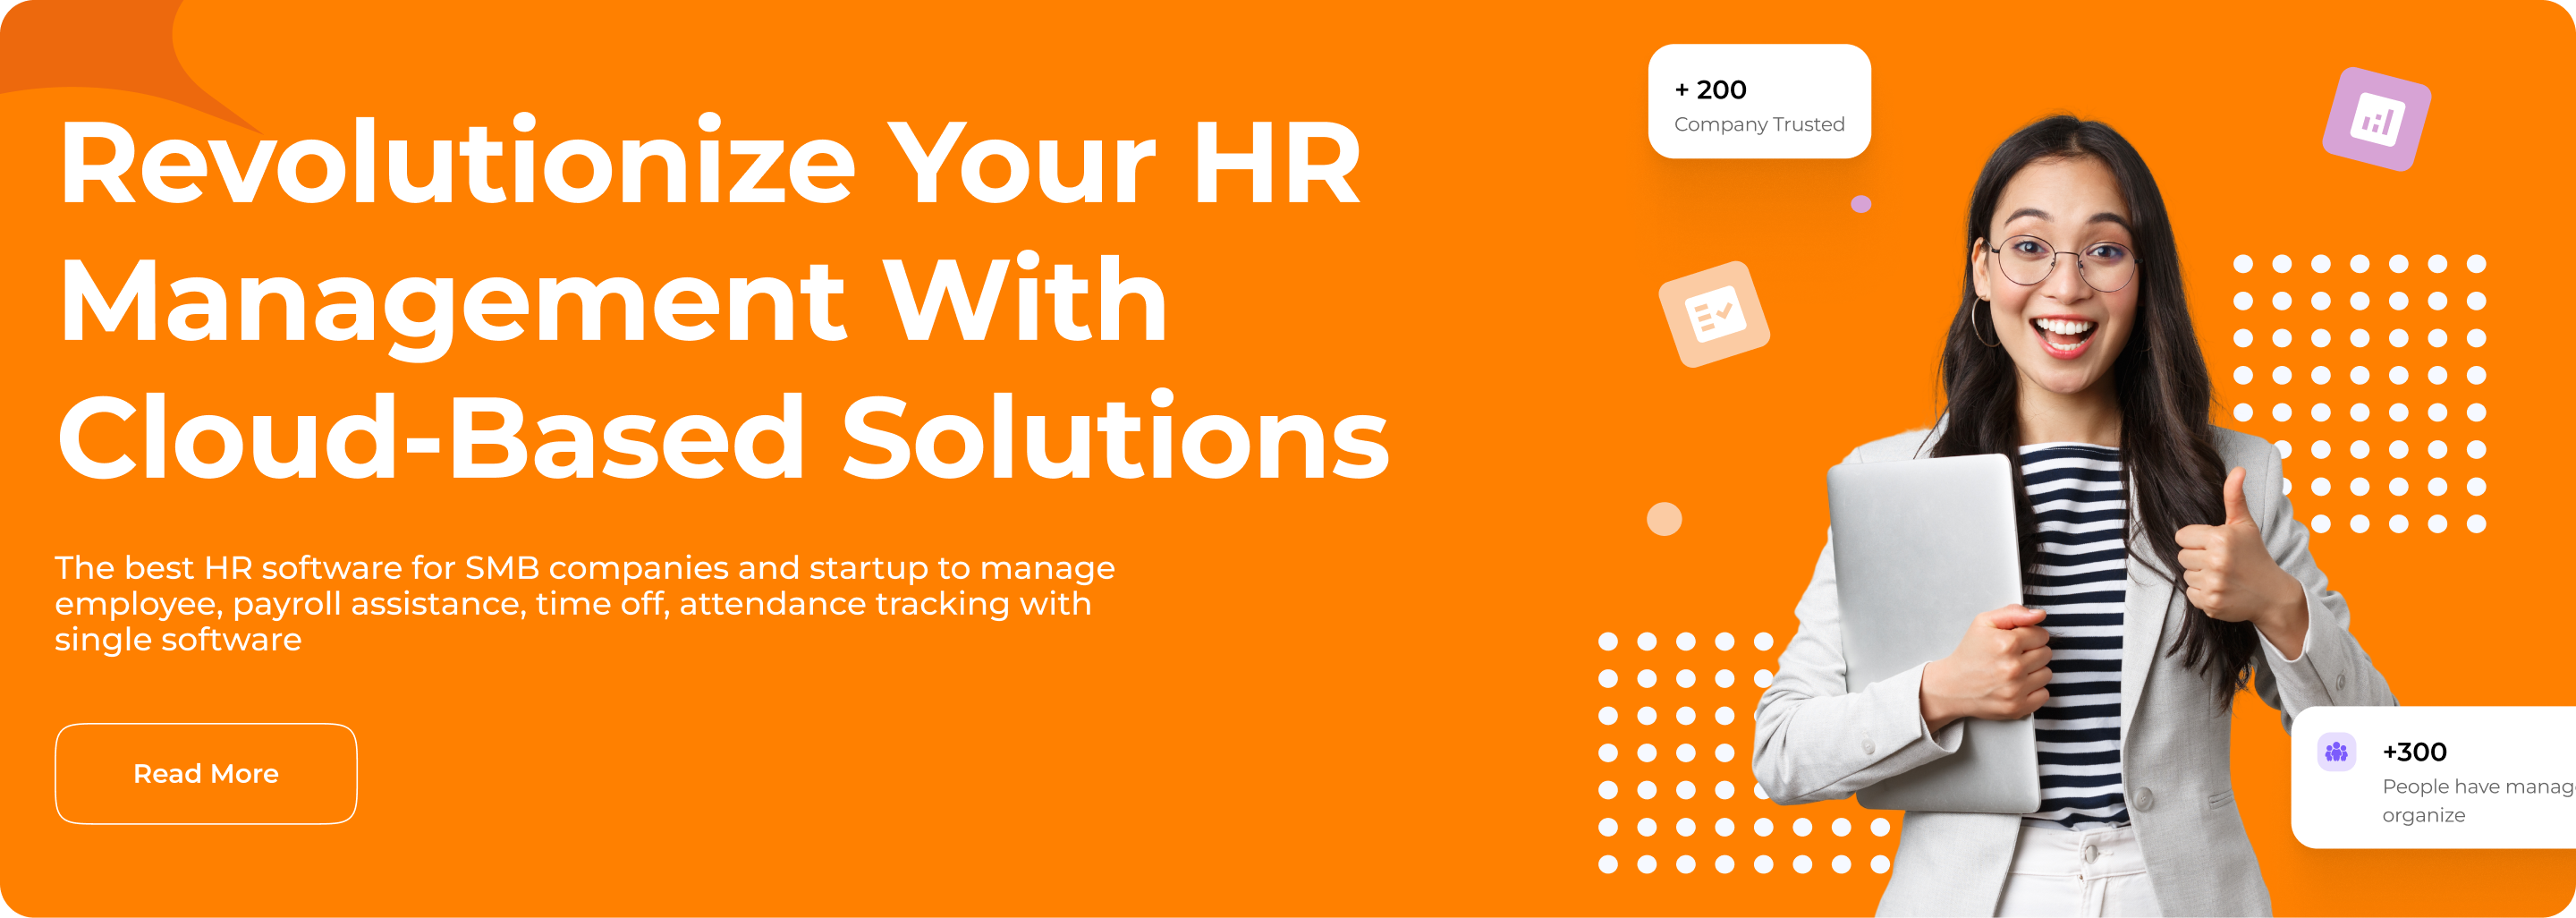 Revolutionize Your HR
Management With
Cloud-Based Solutions
The best HR software for SMB companies and startup to manage
employee, payroll assistance, time off, attendance tracking with
single software
Read More
+ 200
Company Trusted
+300
People have
organize